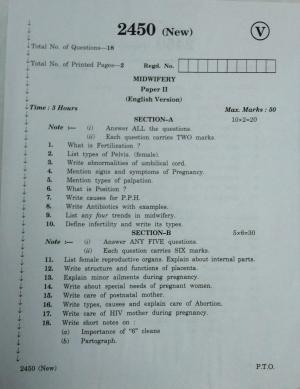 2450 (New)
V
Total No. of Questions—18
Total No. of Printed Pages—2 Regd. No.
MIDWIFERY
Paper II
(English Version)
Time : 3 Hours Max. Marks : 50
SECTION-A 10×2=20
Note :— (i) Answer ALL the questions.
(ii) Each question carries TWO marks.
1. What is Fertilization ?
2. List types of Pelvis. (female).
3. Write abnormalities of umbilical cord.
4. Mention signs and symptoms of Pregnancy.
5. Mention types of palpation.
6. What is Position ?
7. Write causes for P.P.H.
8. Write Antibiotics with examples.
9. List any four trends in midwifery.
10. Define infertility and write its types.
SECTION-B 5×6=30
Note :— (i) Answer ANY FIVE questions.
(ii) Each question carries SIX marks.
11. List female reproductive organs. Explain about internal parts.
12. Write structure and functions of placenta.
13. Explain minor ailments during pregnancy.
14. Write about special needs of pregnant women.
15. Write care of postnatal mother.
16. Write types, causes and explain care of Abortion.
17. Write care of HIV mother during pregnancy.
18. Write short notes on :
(a) Importance of "6" cleans
(b) Partograph.
2450 (New) P.T.O.